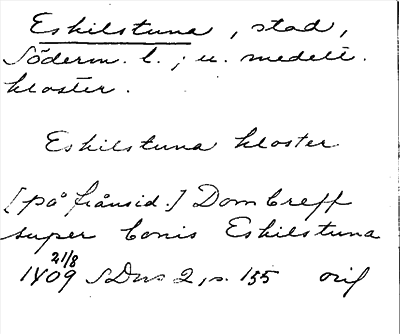 Eskilstuna, stad,
Söderm. l.; u. medelt.
kloster.
Eskilstuna kloster
[på frånsid.] Dombreff
super bonis Eskilstuna
21/8
1409 SDns 2, s. 155 orig